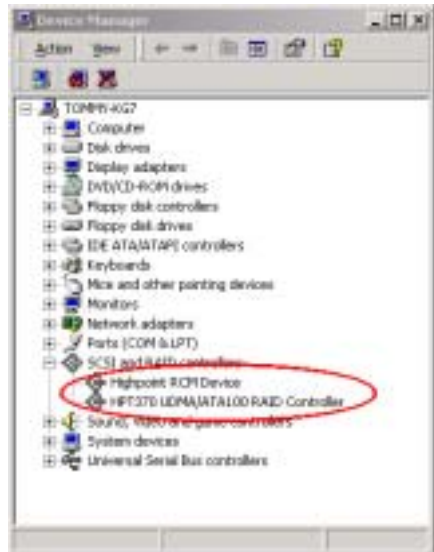 Device Manager
Action View
TOMMY-KG7
Computer
Disk drives
Display adapters
DVD/CD-ROM drives
Floppy disk controllers
Floppy disk drives
IDE ATA/ATAPI controllers
Keyboards
Mice and other pointing devices
Monitors
Network adapters
Ports (COM & LPT)
SCSI and RAID controllers
Highpoint RCM Device
HPT370 UDMA/ATA100 RAID Controller
Sound, video and game controllers
System devices
Universal Serial Bus controllers